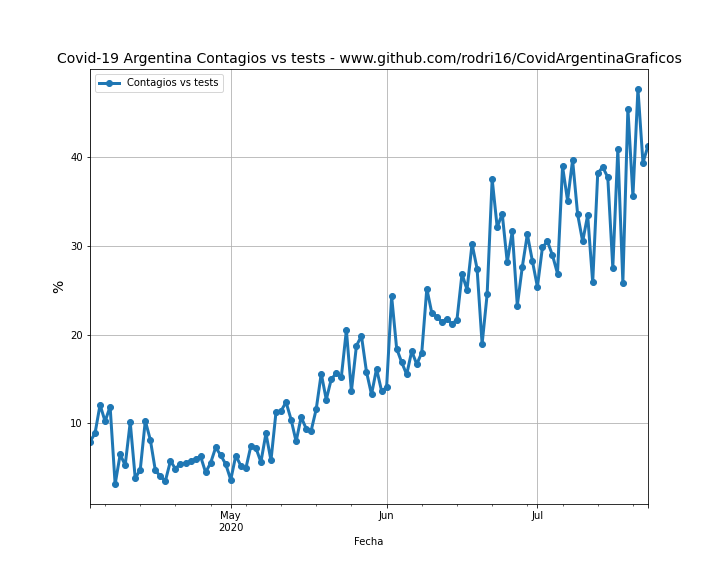 Covid-19 Argentina Contagios vs tests - www.github.com/rodri16/CovidArgentinaGraficos
Contagios vs tests
40
30
20
10
%
May
2020
Jun
Jul
Fecha